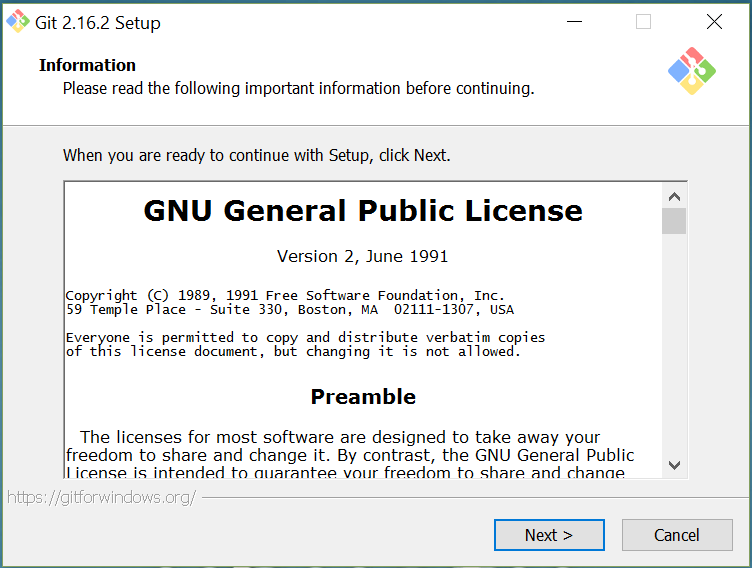 Git 2.16.2 Setup
Information
Please read the following important information before continuing.
When you are ready to continue with Setup, click Next.
GNU General Public License
Version 2, June 1991
Copyright (C) 1989, 1991 Free Software Foundation, Inc.
59 Temple Place - Suite 330, Boston, MA  02111-1307, USA
Everyone is permitted to copy and distribute verbatim copies
of this license document, but changing it is not allowed.
Preamble
The licenses for most software are designed to take away your
freedom to share and change it. By contrast, the GNU General Public
License is intended to guarantee your freedom to share and change
https://gitforwindows.org/
Next >
Cancel